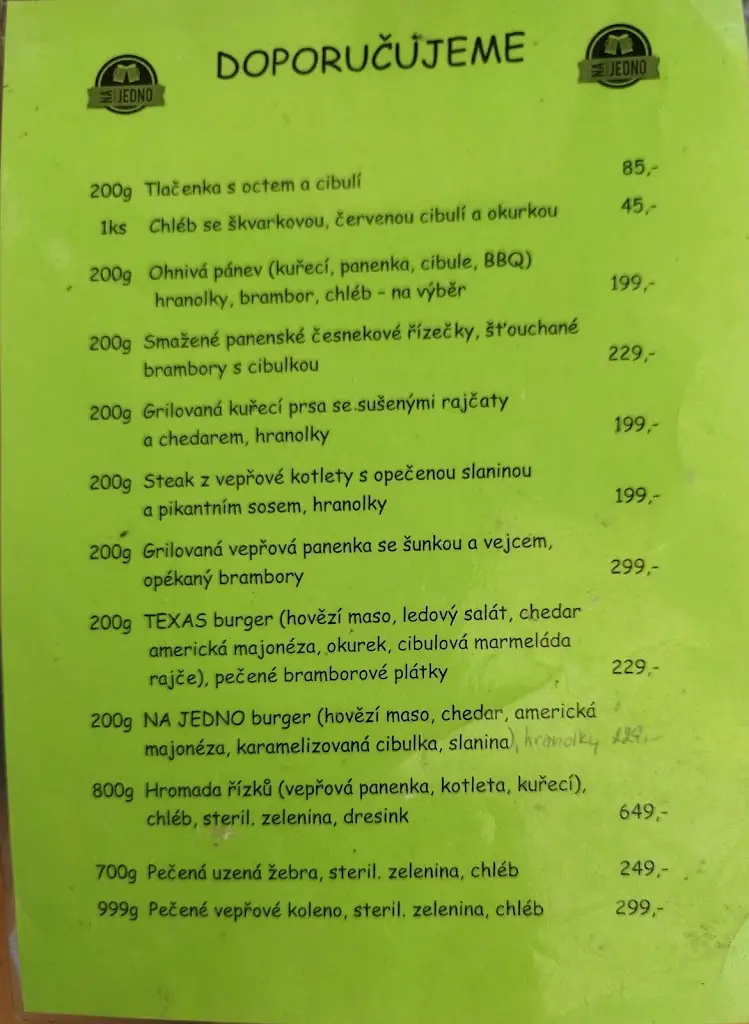 DOPORUČUJEME
NA JEDNO
NA JEDNO
200g Tlačenka s octem a cibulí 85,-
1ks Chléb se škvarkovou, červenou cibulí a okurkou 45,-
200g Ohnivá pánev (kuřecí, panenka, cibule, BBQ)
hranolky, brambor, chléb - na výběr 199,-
200g Smažené panenské česnekové řízečky, šťouchané
brambory s cibulkou 229,-
200g Grilovaná kuřecí prsa se sušenými rajčaty
a chedarem, hranolky 199,-
200g Steak z vepřové kotlety s opečenou slaninou
a pikantním sosem, hranolky 199,-
200g Grilovaná vepřová panenka se šunkou a vejcem,
opékaný brambory 299,-
200g TEXAS burger (hovězí maso, ledový salát, chedar
americká majonéza, okurek, cibulová marmeláda
rajče), pečené bramborové plátky 229,-
200g NA JEDNO burger (hovězí maso, chedar, americká
majonéza, karamelizovaná cibulka, slanina), hranolky 229,-
800g Hromada řízků (vepřová panenka, kotleta, kuřecí),
chléb, steril. zelenina, dresink 649,-
700g Pečená uzená žebra, steril. zelenina, chléb 249,-
999g Pečené vepřové koleno, steril. zelenina, chléb 299,-